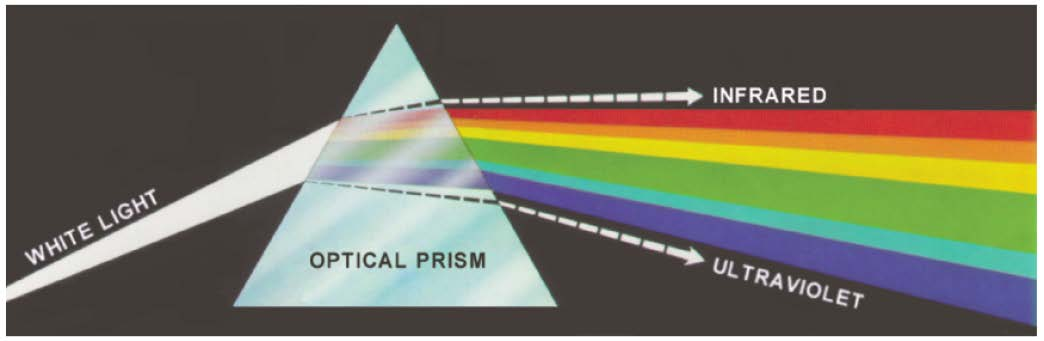 INFRARED
WHITE LIGHT
OPTICAL PRISM
ULTRAVIOLET